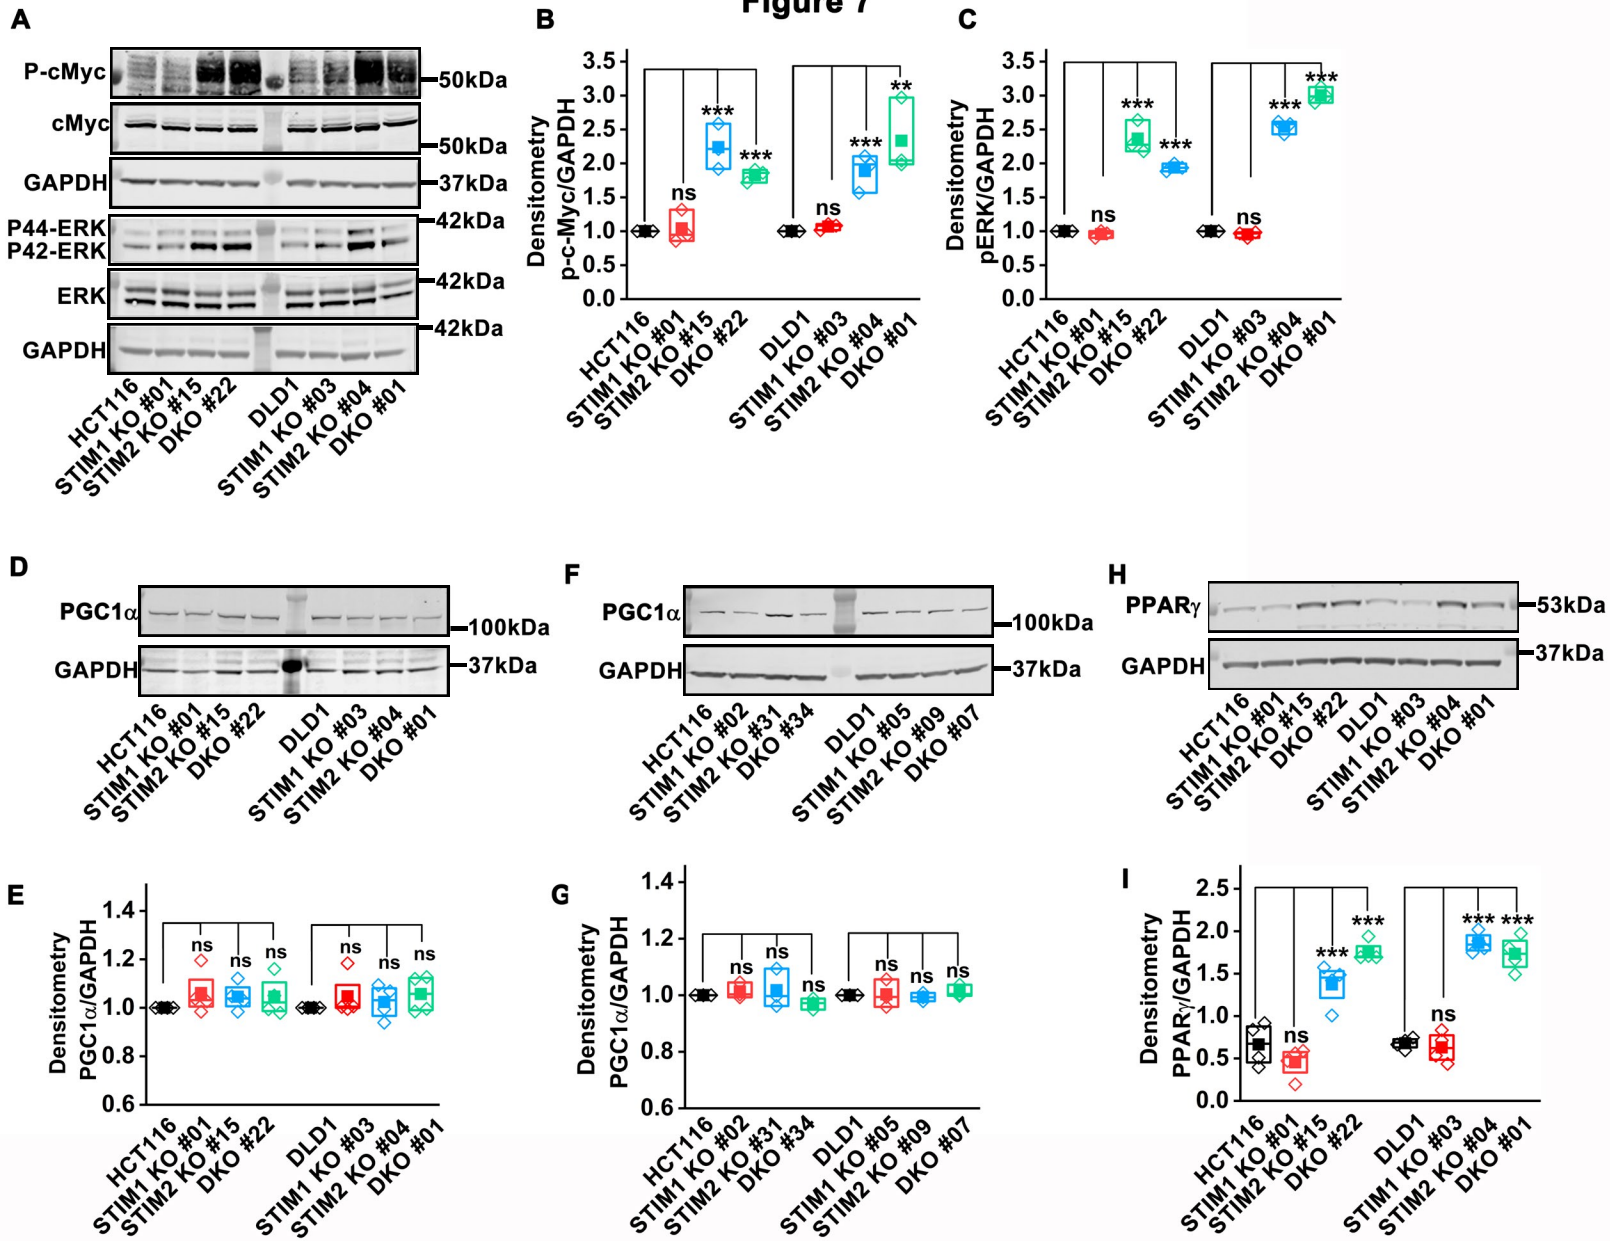 Figure 7
A
P-cMyc
50kDa
cMyc
50kDa
GAPDH
37kDa
P44-ERK
42kDa
P42-ERK
ERK
42kDa
GAPDH
42kDa
HCT116
STIM1 KO #01
STIM2 KO #15
DKO #22
DLD1
STIM1 KO #03
STIM2 KO #04
DKO #01
B
Densitometry
p-c-Myc/GAPDH
3.5
3.0
2.5
2.0
1.5
1.0
0.5
0.0
ns
***
***
ns
***
**
HCT116
STIM1 KO #01
STIM2 KO #15
DKO #22
DLD1
STIM1 KO #03
STIM2 KO #04
DKO #01
C
Densitometry
pERK/GAPDH
3.5
3.0
2.5
2.0
1.5
1.0
0.5
0.0
ns
***
***
ns
***
***
HCT116
STIM1 KO #01
STIM2 KO #15
DKO #22
DLD1
STIM1 KO #03
STIM2 KO #04
DKO #01
D
PGC1α
100kDa
GAPDH
37kDa
HCT116
STIM1 KO #01
STIM2 KO #15
DKO #22
DLD1
STIM1 KO #03
STIM2 KO #04
DKO #01
F
PGC1α
100kDa
GAPDH
37kDa
HCT116
STIM1 KO #02
STIM2 KO #31
DKO #34
DLD1
STIM1 KO #05
STIM2 KO #09
DKO #07
H
PPARγ
53kDa
GAPDH
37kDa
HCT116
STIM1 KO #01
STIM2 KO #15
DKO #22
DLD1
STIM1 KO #03
STIM2 KO #04
DKO #01
E
Densitometry
PGC1α/GAPDH
1.4
1.2
1.0
0.8
0.6
ns
ns
ns
ns
ns
ns
HCT116
STIM1 KO #01
STIM2 KO #15
DKO #22
DLD1
STIM1 KO #03
STIM2 KO #04
DKO #01
G
Densitometry
PGC1α/GAPDH
1.4
1.2
1.0
0.8
0.6
ns
ns
ns
ns
ns
ns
HCT116
STIM1 KO #02
STIM2 KO #31
DKO #34
DLD1
STIM1 KO #05
STIM2 KO #09
DKO #07
I
Densitometry
PPARγ/GAPDH
2.5
2.0
1.5
1.0
0.5
0.0
ns
***
***
ns
***
***
HCT116
STIM1 KO #01
STIM2 KO #15
DKO #22
DLD1
STIM1 KO #03
STIM2 KO #04
DKO #01